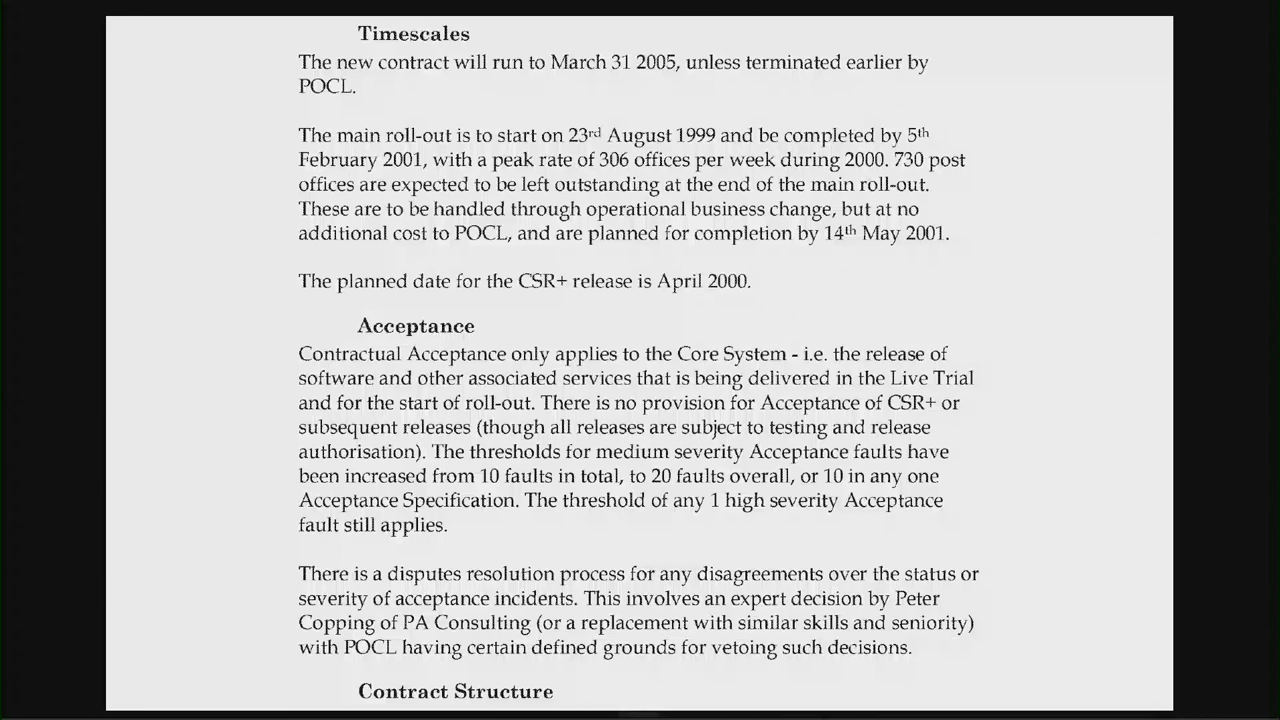 Timescales
The new contract will run to March 31 2005, unless terminated earlier by
POCL.
The main roll-out is to start on 23rd August 1999 and be completed by 5th
February 2001, with a peak rate of 306 offices per week during 2000. 730 post
offices are expected to be left outstanding at the end of the main roll-out.
These are to be handled through operational business change, but at no
additional cost to POCL, and are planned for completion by 14th May 2001.
The planned date for the CSR+ release is April 2000.
Acceptance
Contractual Acceptance only applies to the Core System - i.e. the release of
software and other associated services that is being delivered in the Live Trial
and for the start of roll-out. There is no provision for Acceptance of CSR+ or
subsequent releases (though all releases are subject to testing and release
authorisation). The thresholds for medium severity Acceptance faults have
been increased from 10 faults in total, to 20 faults overall, or 10 in any one
Acceptance Specification. The threshold of any 1 high severity Acceptance
fault still applies.
There is a disputes resolution process for any disagreements over the status or
severity of acceptance incidents. This involves an expert decision by Peter
Copping of PA Consulting (or a replacement with similar skills and seniority)
with POCL having certain defined grounds for vetoing such decisions.
Contract Structure